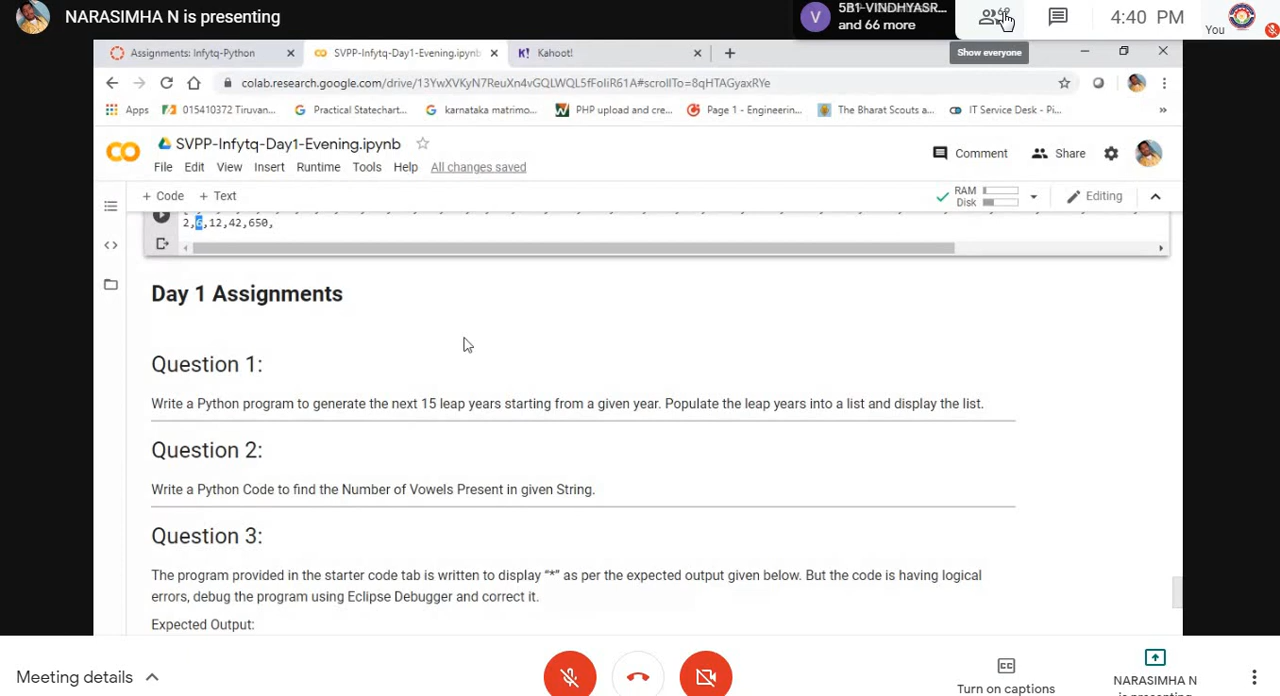 NARASIMHA N is presenting
V
5B1-VINDHYASR...
and 66 more
4:40 PM
You
Show everyone
Assignments: Infytq-Python
SVPP-Infytq-Day1-Evening.ipynb
K! Kahoot!
colab.research.google.com/drive/13YwXVKyN7ReuXn4vGQLWQL5fFoIiR61A#scrollTo=8qHTAGyaxRYe
Apps
015410372 Tiruvan...
Practical Statechart...
karnataka matrimo...
PHP upload and cre...
Page 1 - Engineerin...
The Bharat Scouts a...
IT Service Desk - Pi...
»
CO
SVPP-Infytq-Day1-Evening.ipynb
Comment
Share
File Edit View Insert Runtime Tools Help All changes saved
+ Code + Text
RAM
Disk
Editing
12,42,650,
Day 1 Assignments
Question 1:
Write a Python program to generate the next 15 leap years starting from a given year. Populate the leap years into a list and display the list.
Question 2:
Write a Python Code to find the Number of Vowels Present in given String.
Question 3:
The program provided in the starter code tab is written to display “*” as per the expected output given below. But the code is having logical
errors, debug the program using Eclipse Debugger and correct it.
Expected Output:
Meeting details
CC
Turn on captions
NARASIMHA N
is presenting